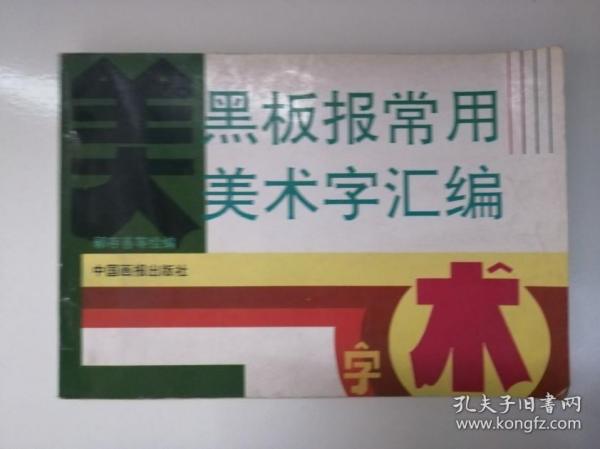 美
黑板报常用
美术字汇编
中国画报出版社
字
术
孔夫子旧书网
www.kongfz.com